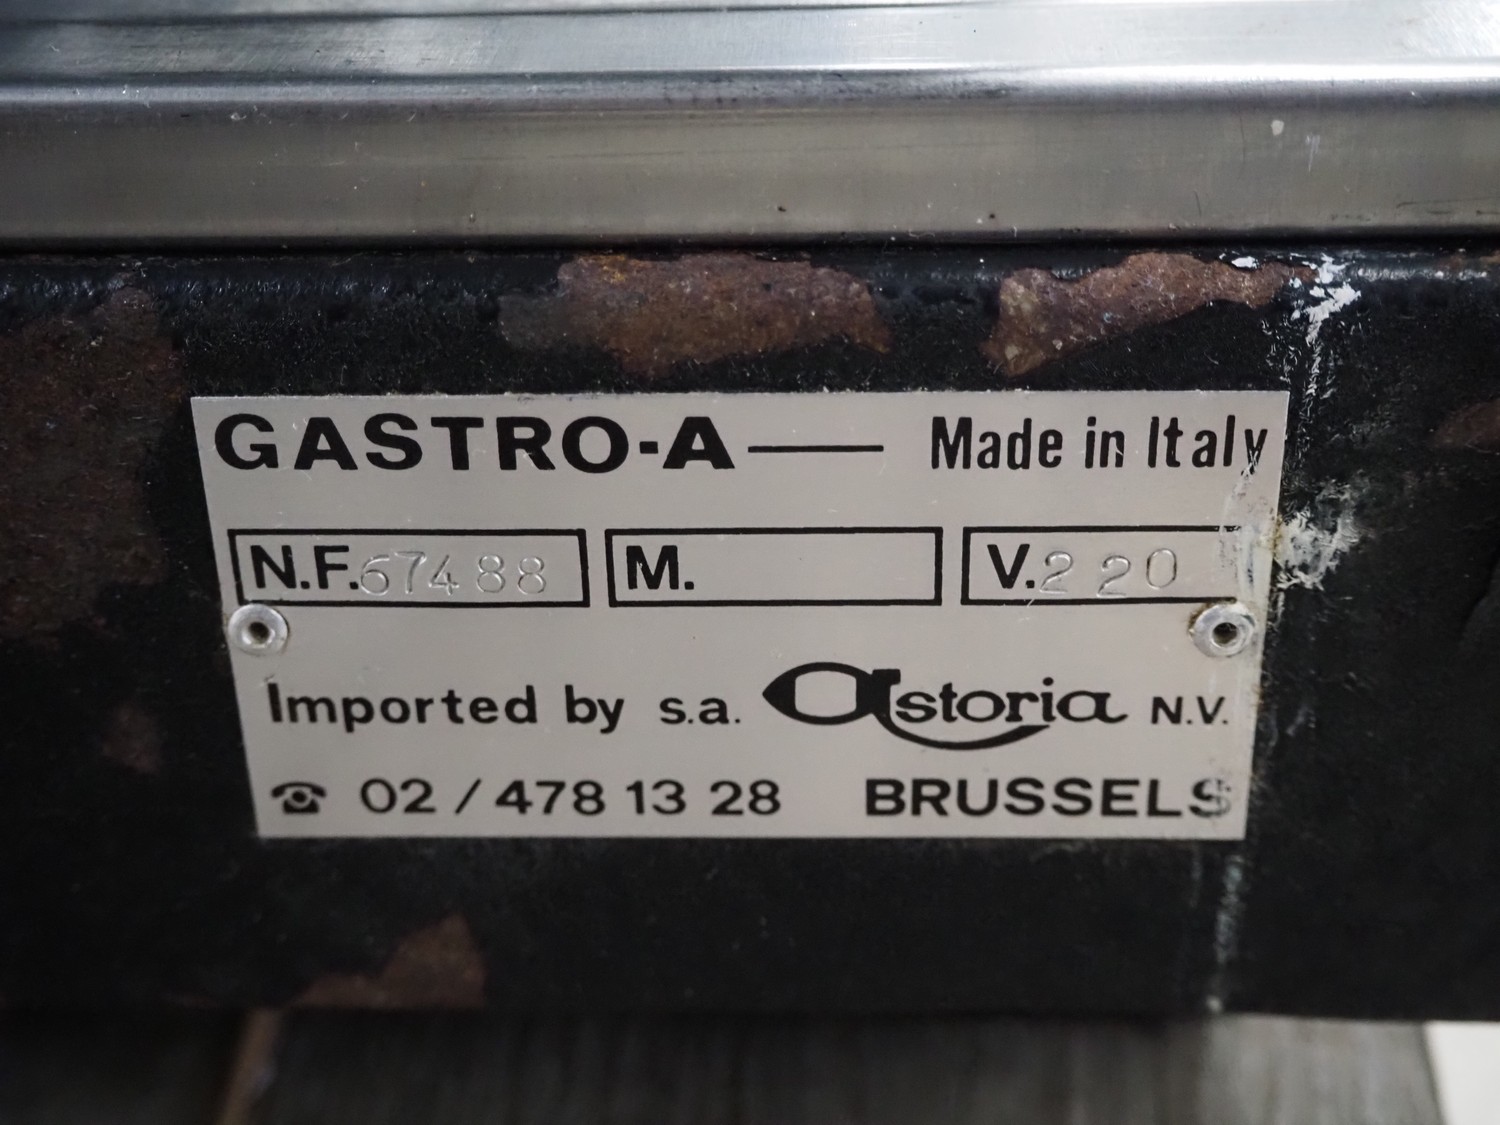 GASTRO-A — Made in Italy
N.F. 67488 M. V. 220
Imported by s.a. astoria N.V.
☎ 02 / 478 13 28 BRUSSELS